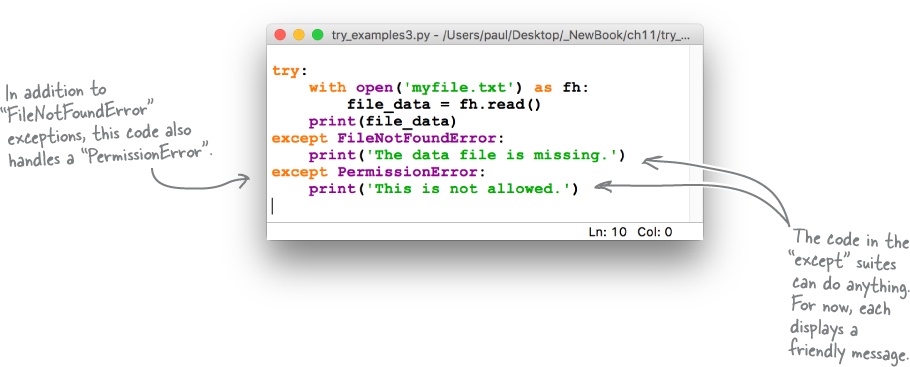 try_examples3.py - /Users/paul/Desktop/_NewBook/ch11/try_...
In addition to
“FileNotFoundError”
exceptions, this code also
handles a “PermissionError”.
try:
    with open('myfile.txt') as fh:
        file_data = fh.read()
    print(file_data)
except FileNotFoundError:
    print('The data file is missing.')
except PermissionError:
    print('This is not allowed.')
Ln: 10 Col: 0
The code in the
“except” suites
can do anything.
For now, each
displays a
friendly message.